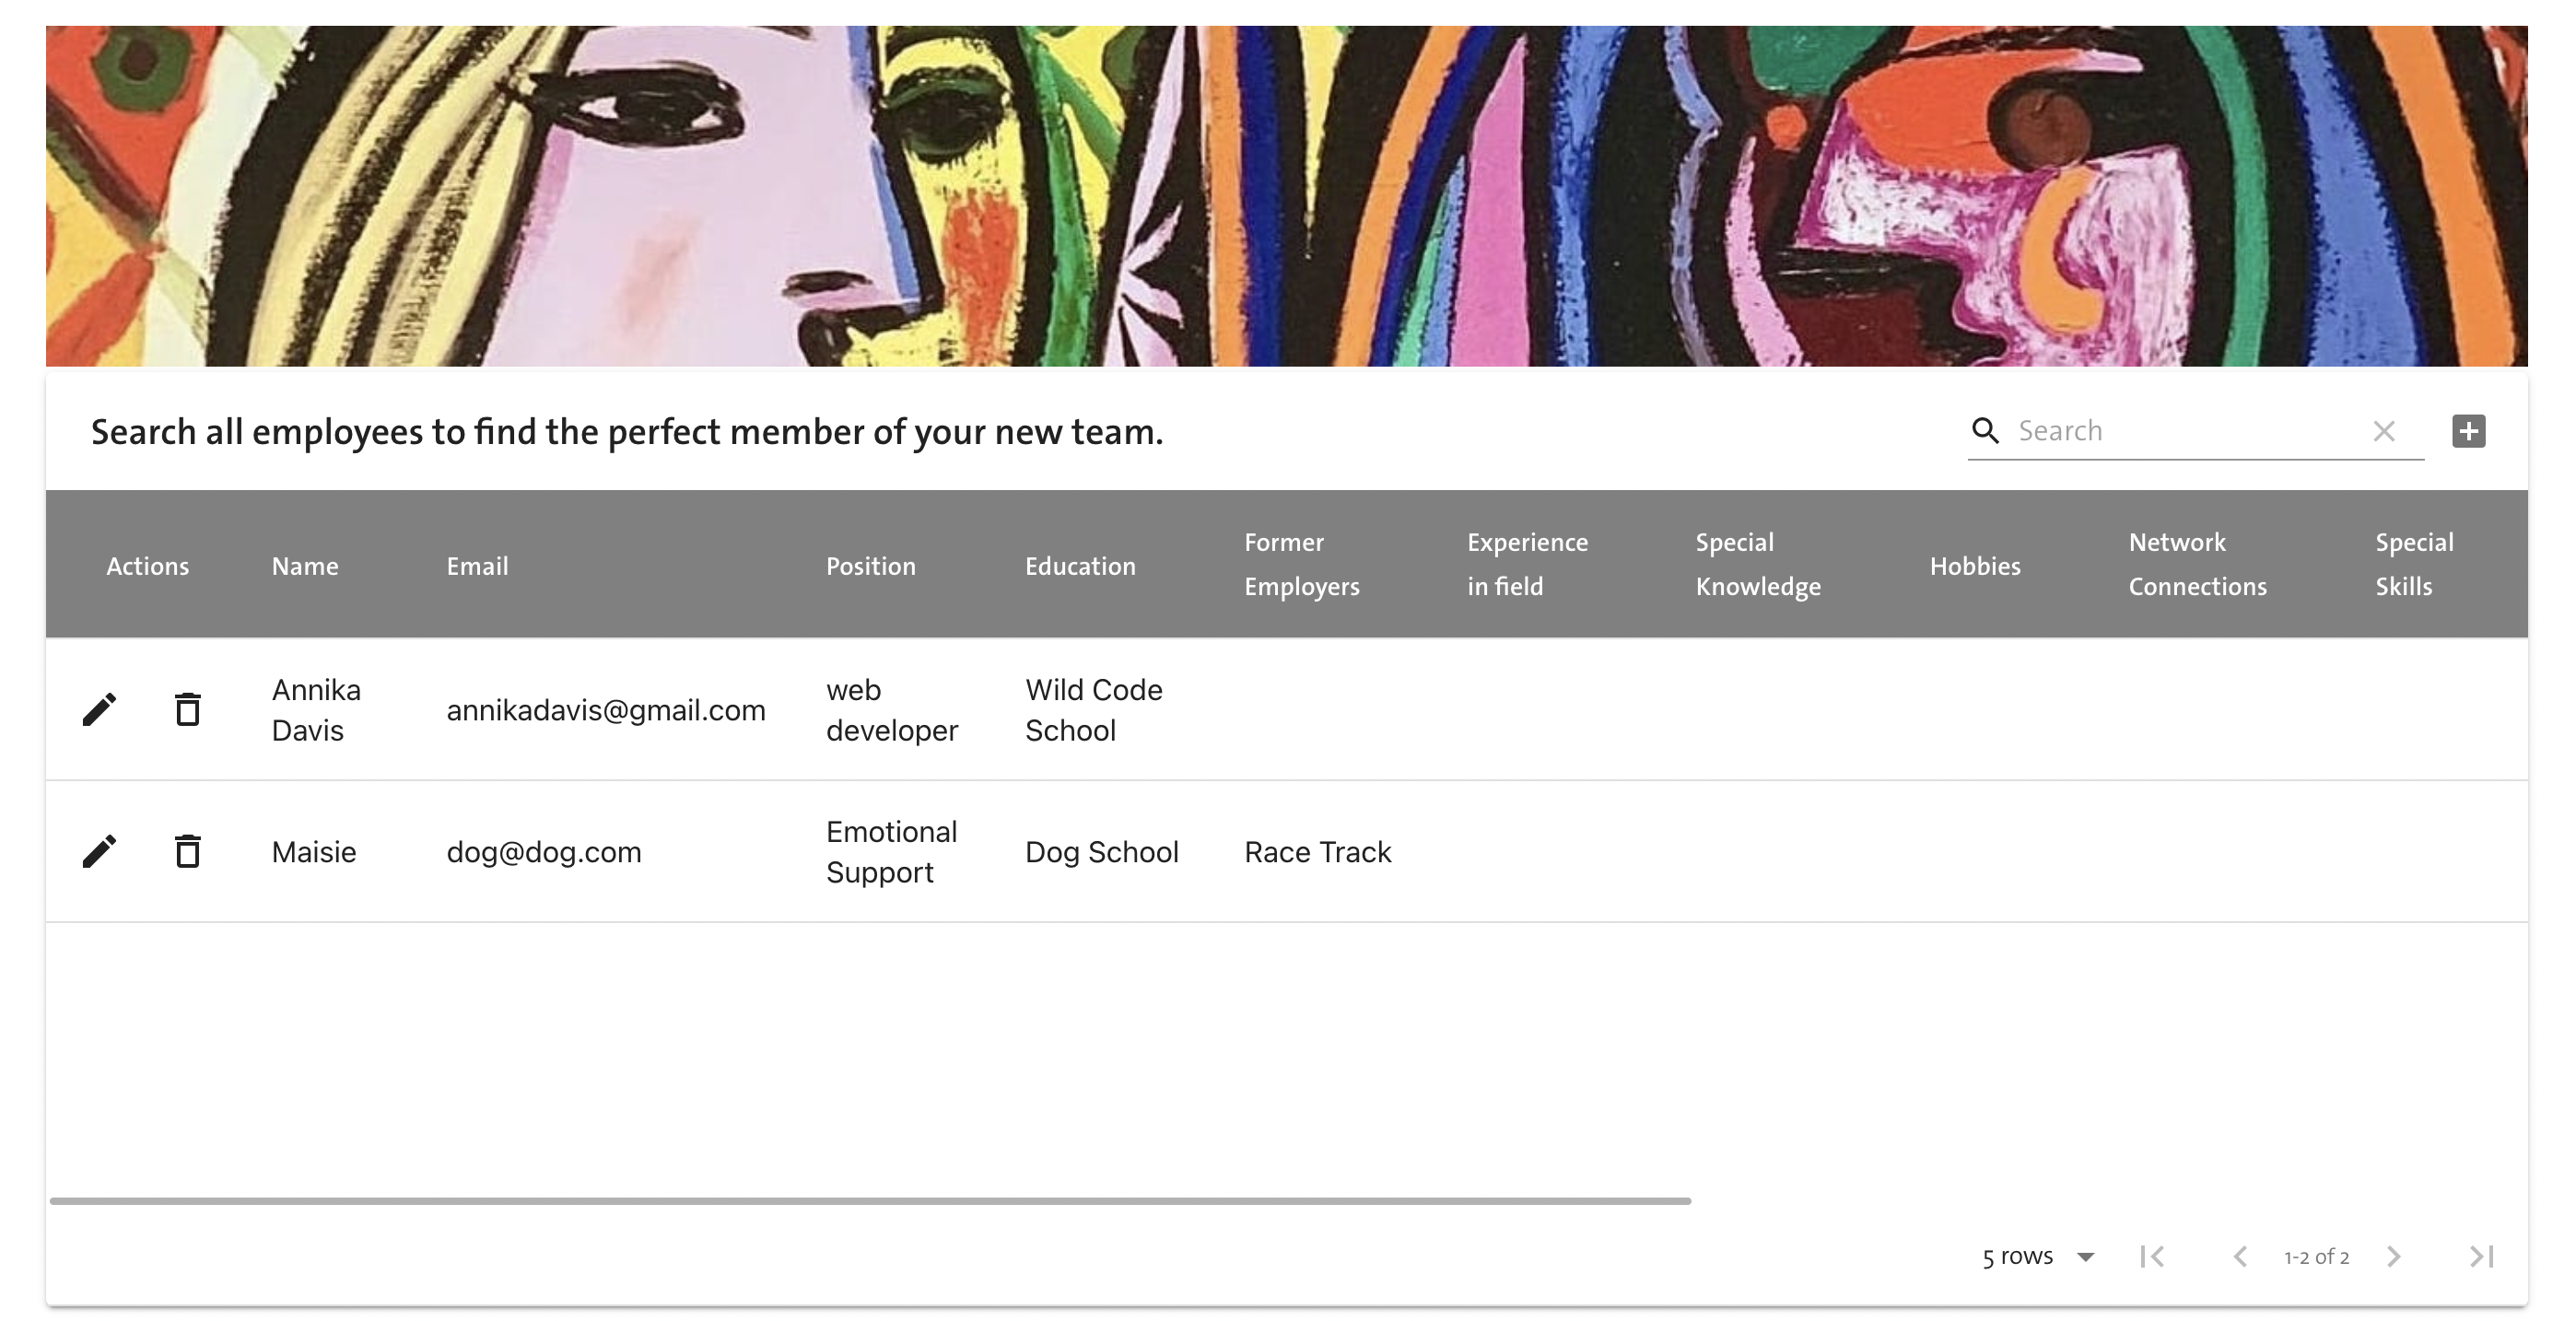 Search all employees to find the perfect member of your new team.
Search
Actions
Name
Email
Position
Education
Former
Employers
Experience
in field
Special
Knowledge
Hobbies
Network
Connections
Special
Skills
Annika
Davis
annikadavis@gmail.com
web
developer
Wild Code
School
Maisie
dog@dog.com
Emotional
Support
Dog School
Race Track
5 rows
1-2 of 2